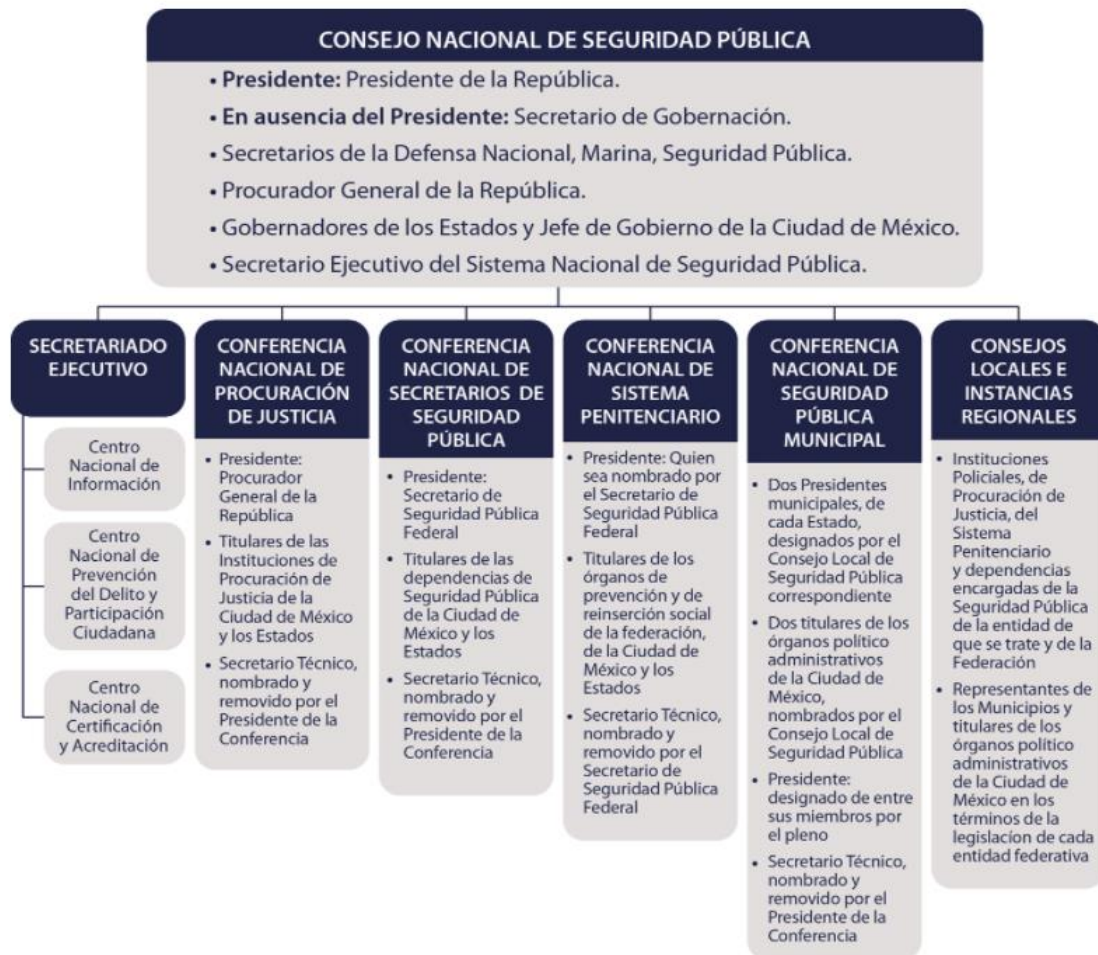 CONSEJO NACIONAL DE SEGURIDAD PÚBLICA
• Presidente: Presidente de la República.
• En ausencia del Presidente: Secretario de Gobernación.
• Secretarios de la Defensa Nacional, Marina, Seguridad Pública.
• Procurador General de la República.
• Gobernadores de los Estados y Jefe de Gobierno de la Ciudad de México.
• Secretario Ejecutivo del Sistema Nacional de Seguridad Pública.
SECRETARIADO
EJECUTIVO
Centro
Nacional de
Información
Centro
Nacional de
Prevención
del Delito y
Participación
Ciudadana
Centro
Nacional de
Certificación
y Acreditación
CONFERENCIA
NACIONAL DE
PROCURACIÓN
DE JUSTICIA
• Presidente:
Procurador
General de la
República
• Titulares de las
Instituciones de
Procuración de
Justicia de la
Ciudad de México
y los Estados
• Secretario Técnico,
nombrado y
removido por el
Presidente de la
Conferencia
CONFERENCIA
NACIONAL DE
SECRETARIOS DE
SEGURIDAD
PÚBLICA
• Presidente:
Secretario de
Seguridad Pública
Federal
• Titulares de las
dependencias de
Seguridad Pública
de la Ciudad de
México y los
Estados
• Secretario Técnico,
nombrado y
removido por el
Presidente de la
Conferencia
CONFERENCIA
NACIONAL DE
SISTEMA
PENITENCIARIO
• Presidente: Quien
sea nombrado por
el Secretario de
Seguridad Pública
Federal
• Titulares de los
órganos de
prevención y de
reinserción social
de la federación,
de la Ciudad de
México y los
Estados
• Secretario Técnico,
nombrado y
removido por el
Secretario de
Seguridad Pública
Federal
CONFERENCIA
NACIONAL DE
SEGURIDAD
PÚBLICA
MUNICIPAL
• Dos Presidentes
municipales, de
cada Estado,
designados por el
Consejo Local de
Seguridad Pública
correspondiente
• Dos titulares de los
órganos político
administrativos
de la Ciudad de
México,
nombrados por el
Consejo Local de
Seguridad Pública
• Presidente:
designado de entre
sus miembros por
el pleno
• Secretario Técnico,
nombrado y
removido por el
Presidente de la
Conferencia
CONSEJOS
LOCALES E
INSTANCIAS
REGIONALES
• Instituciones
Policiales, de
Procuración de
Justicia, del
Sistema
Penitenciario
y dependencias
encargadas de la
Seguridad Pública
de la entidad de
que se trate y de la
Federación
• Representantes de
los Municipios y
titulares de los
órganos político
administrativos
de la Ciudad de
México en los
términos de la
legislacíon de cada
entidad federativa